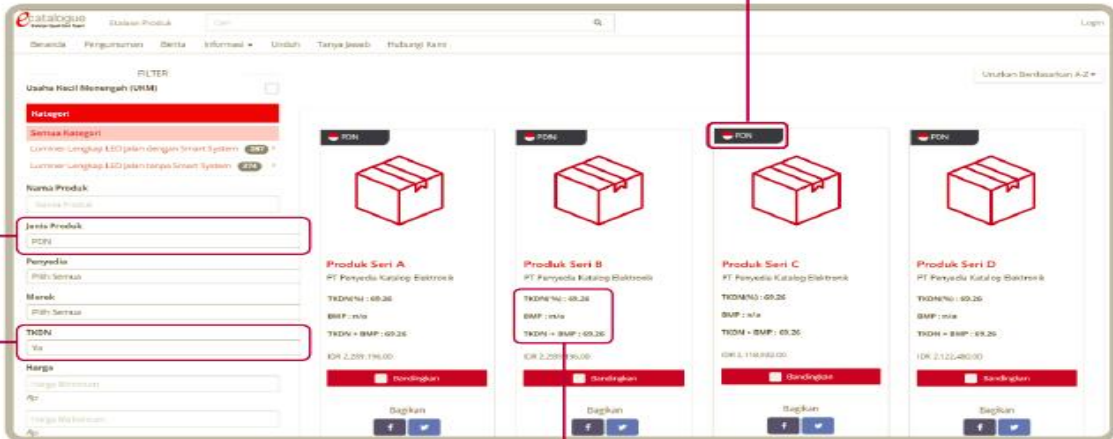 ecatalogue
Etalase Produk
Cari
Login
Beranda Pengumuman Berita Informasi Unduh Tanya Jawab Hubungi Kami
FILTER
Urutkan Berdasarkan A-Z
Usaha Kecil Menengah (UKM)
Kategori
Semua Kategori
Luminer Lengkap LED Jalan dengan Smart System
Luminer Lengkap LED Jalan tanpa Smart System
Nama Produk
Nama Produk
Jenis Produk
PDN
Penyedia
Pilih Semua
Merek
Pilih Semua
TKDN
Ya
Harga
Harga Minimum
Rp
Harga Maksimum
Rp
PDN
Produk Seri A
PT Penyedia Katalog Elektronik
TKDN(%) : 69.26
BMP : n/a
TKDN + BMP : 69.26
IDR 2,289,196.00
Bandingkan
Bagikan
PDN
Produk Seri B
PT Penyedia Katalog Elektronik
TKDN(%) : 69.26
BMP : n/a
TKDN + BMP : 69.26
Bandingkan
Bagikan
PDN
Produk Seri C
PT Penyedia Katalog Elektronik
TKDN(%) : 69.26
BMP : n/a
TKDN + BMP : 69.26
Bandingkan
Bagikan
PDN
Produk Seri D
PT Penyedia Katalog Elektronik
TKDN(%) : 69.26
BMP : n/a
TKDN + BMP : 69.26
IDR 2,122,480.00
Bandingkan
Bagikan